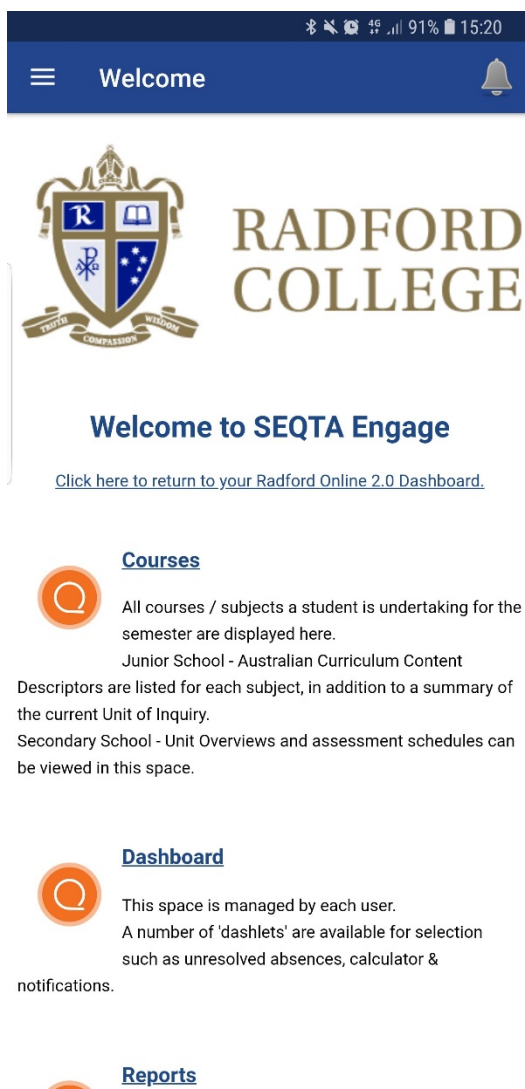 4G 91% 15:20
Welcome
R
ΑΩ
RADFORD
COLLEGE
TRUTH
COMPASSION
WISDOM
Welcome to SEQTA Engage
Click here to return to your Radford Online 2.0 Dashboard.
Courses
All courses / subjects a student is undertaking for the
semester are displayed here.
Junior School - Australian Curriculum Content
Descriptors are listed for each subject, in addition to a summary of
the current Unit of Inquiry.
Secondary School - Unit Overviews and assessment schedules can
be viewed in this space.
Dashboard
This space is managed by each user.
A number of 'dashlets' are available for selection
such as unresolved absences, calculator &
notifications.
Reports